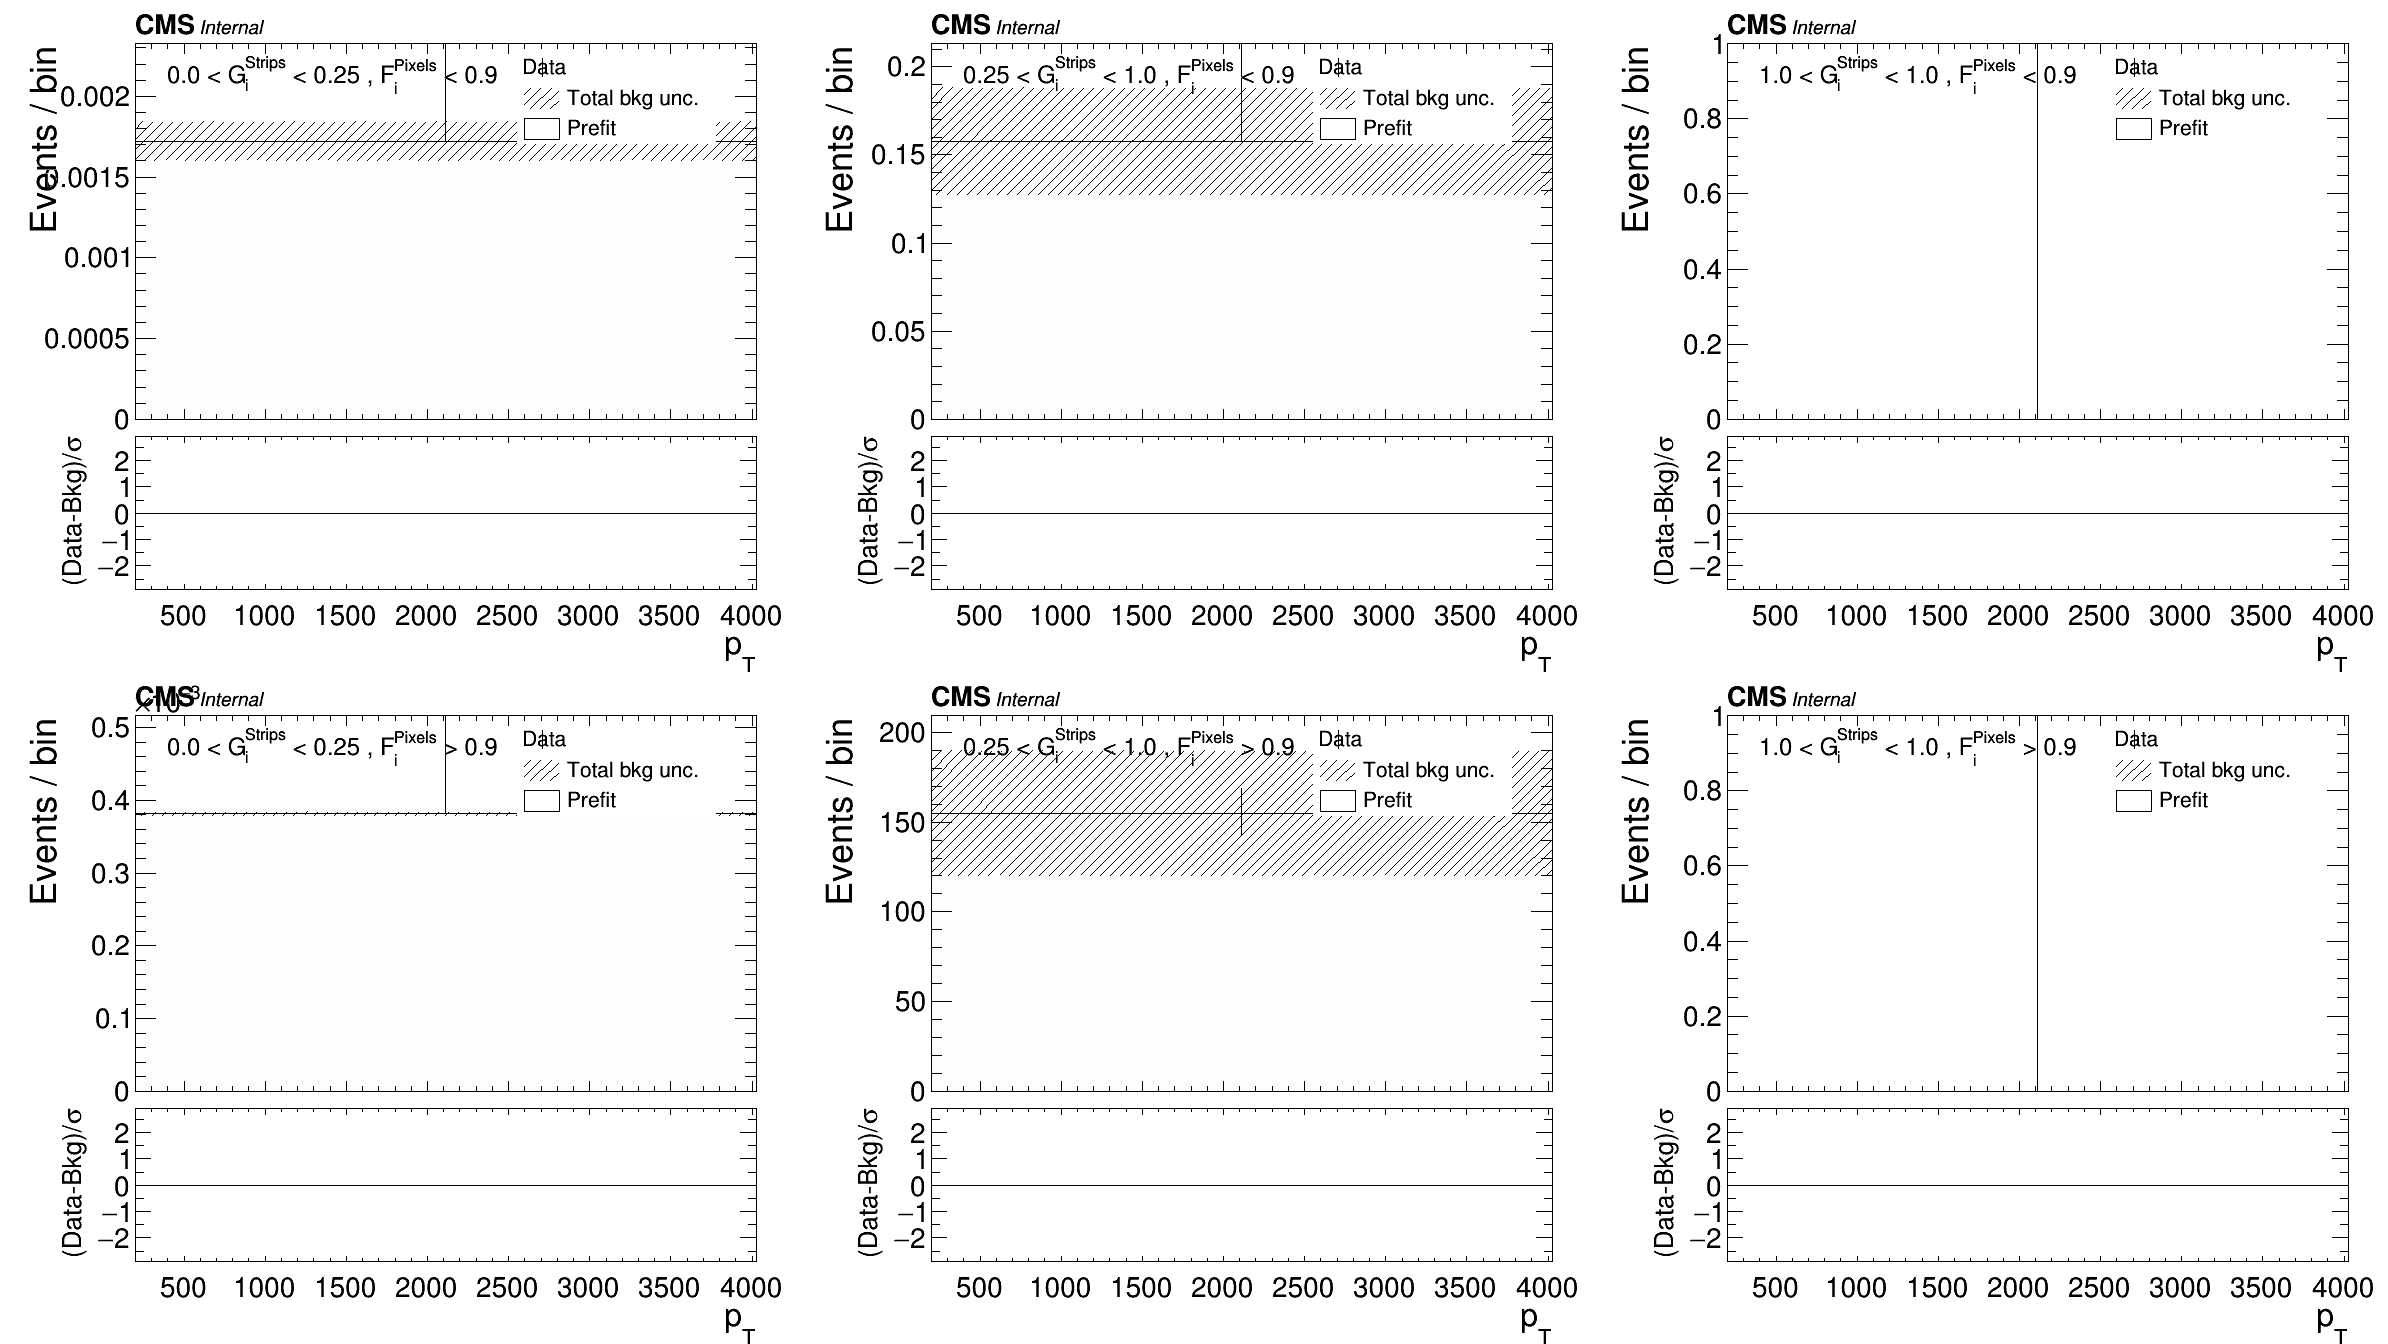 CMS Internal
Events / bin
0.0 < G_i^Strips < 0.25 , F_i^Pixels < 0.9
Data
Total bkg unc.
Prefit
0.002
0.0015
0.001
0.0005
0
(Data-Bkg)/σ
2
1
0
−1
−2
500 1000 1500 2000 2500 3000 3500 4000
p_T
CMS Internal
Events / bin
0.25 < G_i^Strips < 1.0 , F_i^Pixels < 0.9
Data
Total bkg unc.
Prefit
0.2
0.15
0.1
0.05
0
(Data-Bkg)/σ
2
1
0
−1
−2
500 1000 1500 2000 2500 3000 3500 4000
p_T
CMS Internal
Events / bin
1.0 < G_i^Strips < 1.0 , F_i^Pixels < 0.9
Data
Total bkg unc.
Prefit
1
0.8
0.6
0.4
0.2
0
(Data-Bkg)/σ
2
1
0
−1
−2
500 1000 1500 2000 2500 3000 3500 4000
p_T
CMS Internal
×10^−3
Events / bin
0.0 < G_i^Strips < 0.25 , F_i^Pixels > 0.9
Data
Total bkg unc.
Prefit
0.5
0.4
0.3
0.2
0.1
0
(Data-Bkg)/σ
2
1
0
−1
−2
500 1000 1500 2000 2500 3000 3500 4000
p_T
CMS Internal
Events / bin
0.25 < G_i^Strips < 1.0 , F_i^Pixels > 0.9
Data
Total bkg unc.
Prefit
200
150
100
50
0
(Data-Bkg)/σ
2
1
0
−1
−2
500 1000 1500 2000 2500 3000 3500 4000
p_T
CMS Internal
Events / bin
1.0 < G_i^Strips < 1.0 , F_i^Pixels > 0.9
Data
Total bkg unc.
Prefit
1
0.8
0.6
0.4
0.2
0
(Data-Bkg)/σ
2
1
0
−1
−2
500 1000 1500 2000 2500 3000 3500 4000
p_T